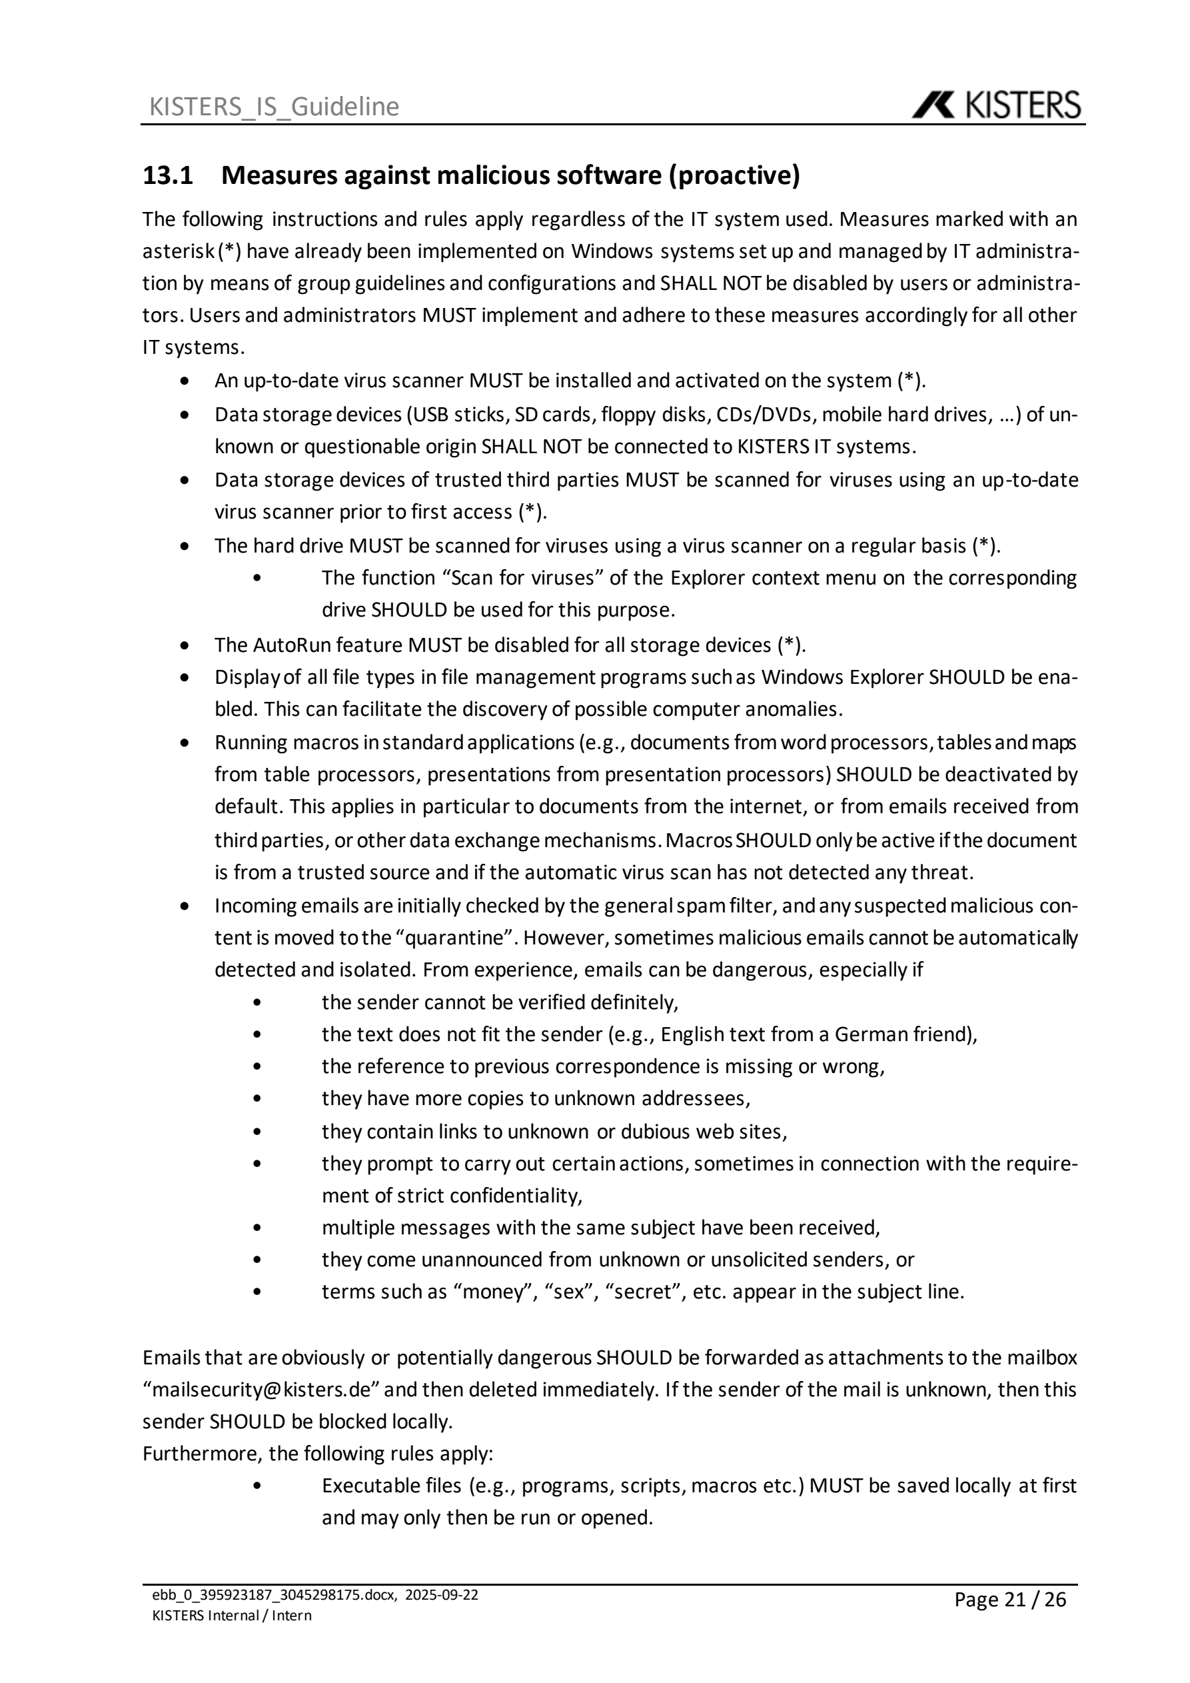 KISTERS_IS_Guideline
KISTERS
13.1 Measures against malicious software (proactive)
The following instructions and rules apply regardless of the IT system used. Measures marked with an
asterisk (*) have already been implemented on Windows systems set up and managed by IT administra-
tion by means of group guidelines and configurations and SHALL NOT be disabled by users or administra-
tors. Users and administrators MUST implement and adhere to these measures accordingly for all other
IT systems.
• An up-to-date virus scanner MUST be installed and activated on the system (*).
• Data storage devices (USB sticks, SD cards, floppy disks, CDs/DVDs, mobile hard drives, …) of un-
known or questionable origin SHALL NOT be connected to KISTERS IT systems.
• Data storage devices of trusted third parties MUST be scanned for viruses using an up-to-date
virus scanner prior to first access (*).
• The hard drive MUST be scanned for viruses using a virus scanner on a regular basis (*).
• The function “Scan for viruses” of the Explorer context menu on the corresponding
drive SHOULD be used for this purpose.
• The AutoRun feature MUST be disabled for all storage devices (*).
• Display of all file types in file management programs such as Windows Explorer SHOULD be ena-
bled. This can facilitate the discovery of possible computer anomalies.
• Running macros in standard applications (e.g., documents from word processors, tables and maps
from table processors, presentations from presentation processors) SHOULD be deactivated by
default. This applies in particular to documents from the internet, or from emails received from
third parties, or other data exchange mechanisms. Macros SHOULD only be active if the document
is from a trusted source and if the automatic virus scan has not detected any threat.
• Incoming emails are initially checked by the general spam filter, and any suspected malicious con-
tent is moved to the “quarantine”. However, sometimes malicious emails cannot be automatically
detected and isolated. From experience, emails can be dangerous, especially if
• the sender cannot be verified definitely,
• the text does not fit the sender (e.g., English text from a German friend),
• the reference to previous correspondence is missing or wrong,
• they have more copies to unknown addressees,
• they contain links to unknown or dubious web sites,
• they prompt to carry out certain actions, sometimes in connection with the require-
ment of strict confidentiality,
• multiple messages with the same subject have been received,
• they come unannounced from unknown or unsolicited senders, or
• terms such as “money”, “sex”, “secret”, etc. appear in the subject line.
Emails that are obviously or potentially dangerous SHOULD be forwarded as attachments to the mailbox
“mailsecurity@kisters.de” and then deleted immediately. If the sender of the mail is unknown, then this
sender SHOULD be blocked locally.
Furthermore, the following rules apply:
• Executable files (e.g., programs, scripts, macros etc.) MUST be saved locally at first
and may only then be run or opened.
ebb_0_395923187_3045298175.docx, 2025-09-22
Page 21 / 26
KISTERS Internal / Intern